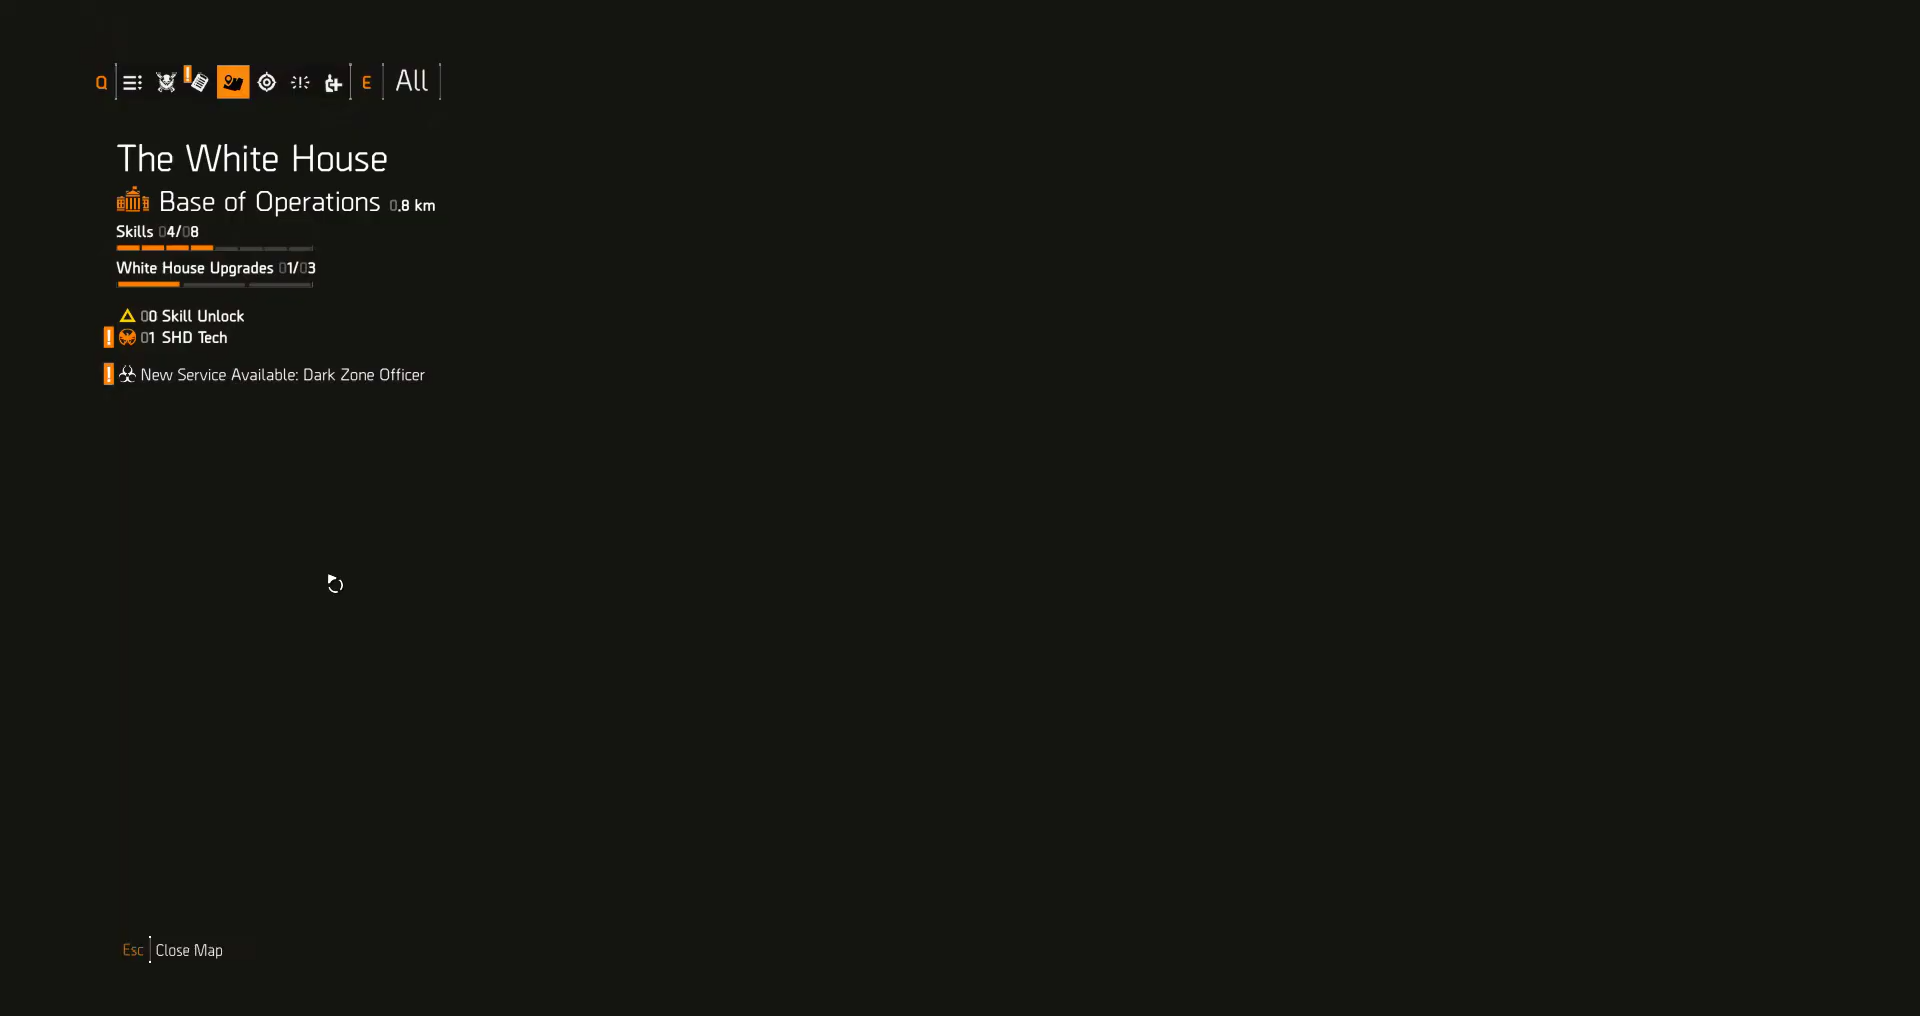 Q E All
The White House
Base of Operations 0.8 km
Skills 04/08
White House Upgrades 01/03
00 Skill Unlock
! 01 SHD Tech
! New Service Available: Dark Zone Officer
Esc Close Map